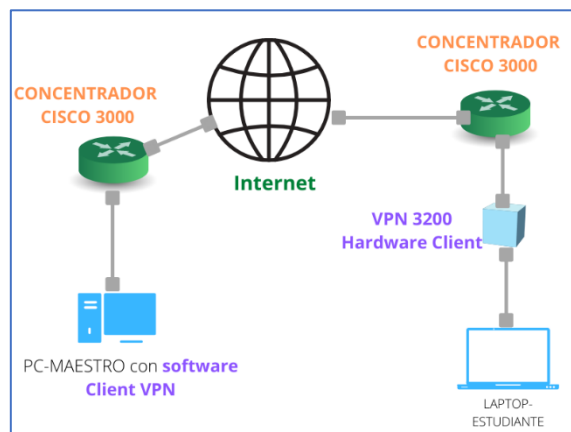 CONCENTRADOR
CISCO 3000
CONCENTRADOR
CISCO 3000
Internet
VPN 3200
Hardware Client
PC-MAESTRO con software
Client VPN
LAPTOP-
ESTUDIANTE